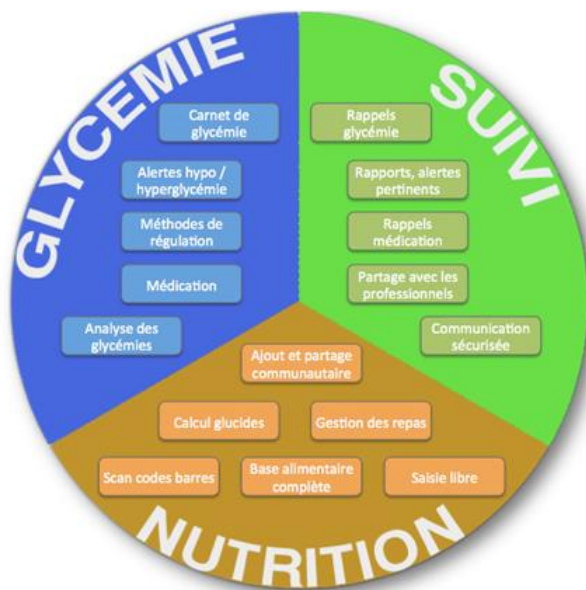 GLYCEMIE
Carnet de
glycémie
Alertes hypo /
hyperglycémie
Méthodes de
régulation
Médication
Analyse des
glycémies
SUIVI
Rappels
glycémie
Rapports, alertes
pertinents
Rappels
médication
Partage avec les
professionnels
Communication
sécurisée
Ajout et partage
communautaire
Calcul glucides
Gestion des repas
Scan codes barres
Base alimentaire
complète
Saisie libre
NUTRITION